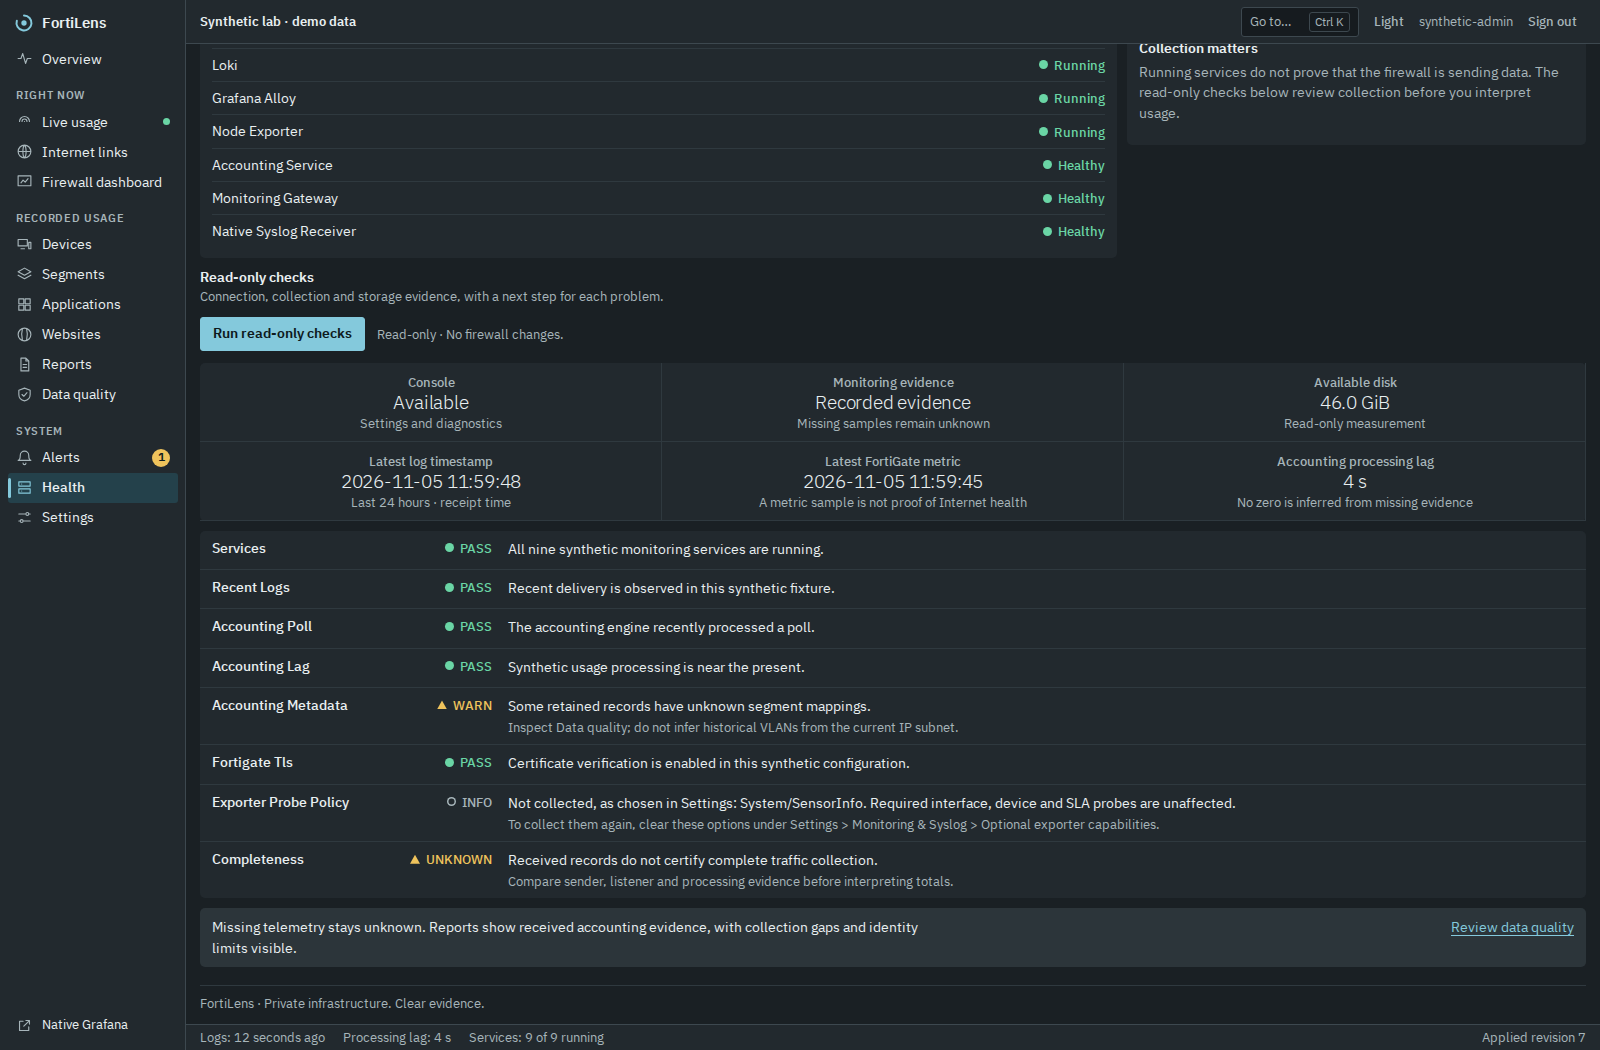 FortiLens
Overview
RIGHT NOW
Live usage
Internet links
Firewall dashboard
RECORDED USAGE
Devices
Segments
Applications
Websites
Reports
Data quality
SYSTEM
Alerts 1
Health
Settings
Native Grafana
Synthetic lab · demo data
Go to... Ctrl K Light synthetic-admin Sign out
Loki Running
Grafana Alloy Running
Node Exporter Running
Accounting Service Healthy
Monitoring Gateway Healthy
Native Syslog Receiver Healthy
Collection matters
Running services do not prove that the firewall is sending data. The
read-only checks below review collection before you interpret
usage.
Read-only checks
Connection, collection and storage evidence, with a next step for each problem.
Run read-only checks Read-only · No firewall changes.
Console
Available
Settings and diagnostics
Monitoring evidence
Recorded evidence
Missing samples remain unknown
Available disk
46.0 GiB
Read-only measurement
Latest log timestamp
2026-11-05 11:59:48
Last 24 hours · receipt time
Latest FortiGate metric
2026-11-05 11:59:45
A metric sample is not proof of Internet health
Accounting processing lag
4 s
No zero is inferred from missing evidence
Services PASS All nine synthetic monitoring services are running.
Recent Logs PASS Recent delivery is observed in this synthetic fixture.
Accounting Poll PASS The accounting engine recently processed a poll.
Accounting Lag PASS Synthetic usage processing is near the present.
Accounting Metadata WARN Some retained records have unknown segment mappings.
Inspect Data quality; do not infer historical VLANs from the current IP subnet.
Fortigate Tls PASS Certificate verification is enabled in this synthetic configuration.
Exporter Probe Policy INFO Not collected, as chosen in Settings: System/SensorInfo. Required interface, device and SLA probes are unaffected.
To collect them again, clear these options under Settings > Monitoring & Syslog > Optional exporter capabilities.
Completeness UNKNOWN Received records do not certify complete traffic collection.
Compare sender, listener and processing evidence before interpreting totals.
Missing telemetry stays unknown. Reports show received accounting evidence, with collection gaps and identity
limits visible.
Review data quality
FortiLens · Private infrastructure. Clear evidence.
Logs: 12 seconds ago Processing lag: 4 s Services: 9 of 9 running Applied revision 7